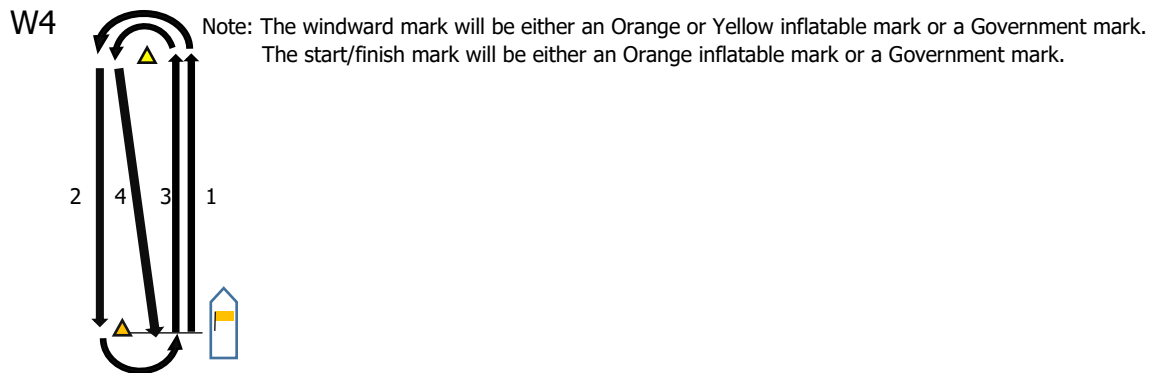 W4
Note: The windward mark will be either an Orange or Yellow inflatable mark or a Government mark.
The start/finish mark will be either an Orange inflatable mark or a Government mark.
2 4 3 1